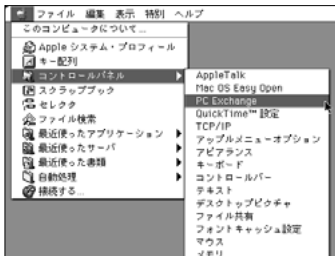 ファイル 編集 表示 特別 ヘルプ
このコンピュータについて...
Apple システム・プロフィール
キー配列
コントロールパネル
スクラップブック
セレクタ
ファイル検索
最近使ったアプリケーション
最近使ったサーバ
最近使った書類
自動処理
接続する...
AppleTalk
Mac OS Easy Open
PC Exchange
QuickTime™ 設定
TCP/IP
アップルメニューオプション
アピアランス
キーボード
コントロールバー
テキスト
デスクトップピクチャ
ファイル共有
フォントキャッシュ設定
マウス
メモリ